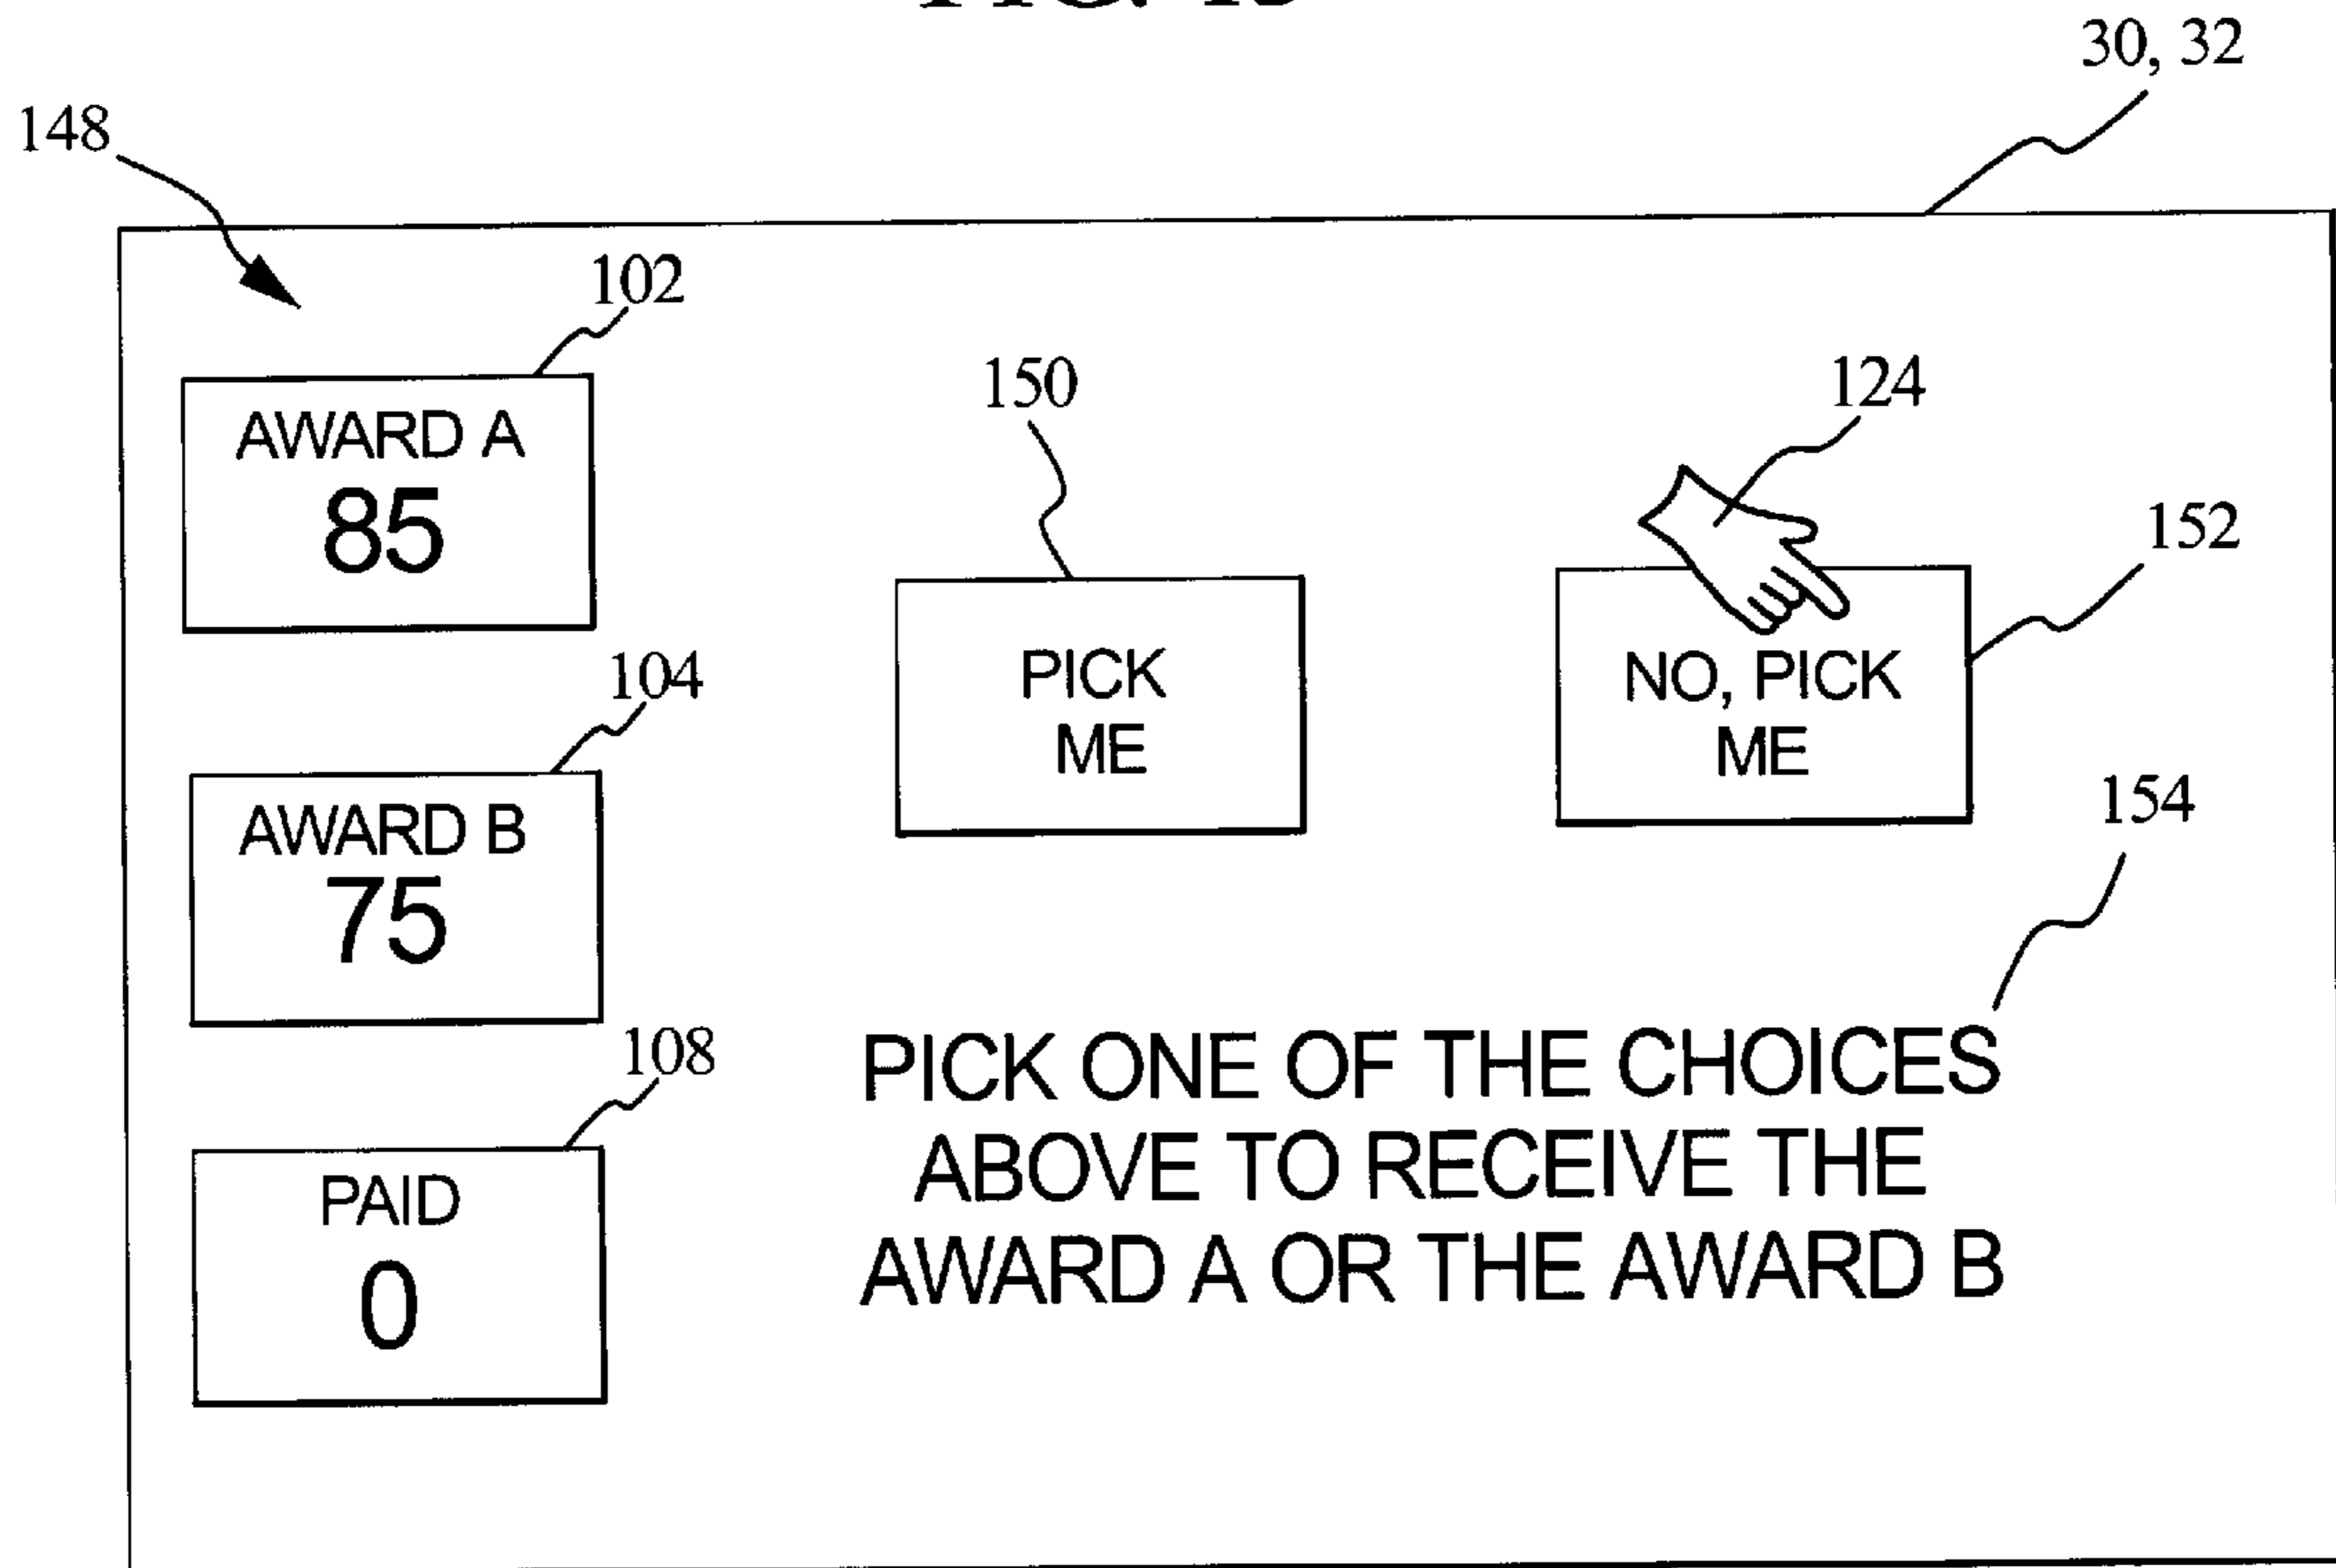 30, 32
148
102
AWARD A
85
150
124
PICK
ME
152
NO, PICK
ME
104
AWARD B
75
154
PICK ONE OF THE CHOICES
ABOVE TO RECEIVE THE
AWARD A OR THE AWARD B
108
PAID
0